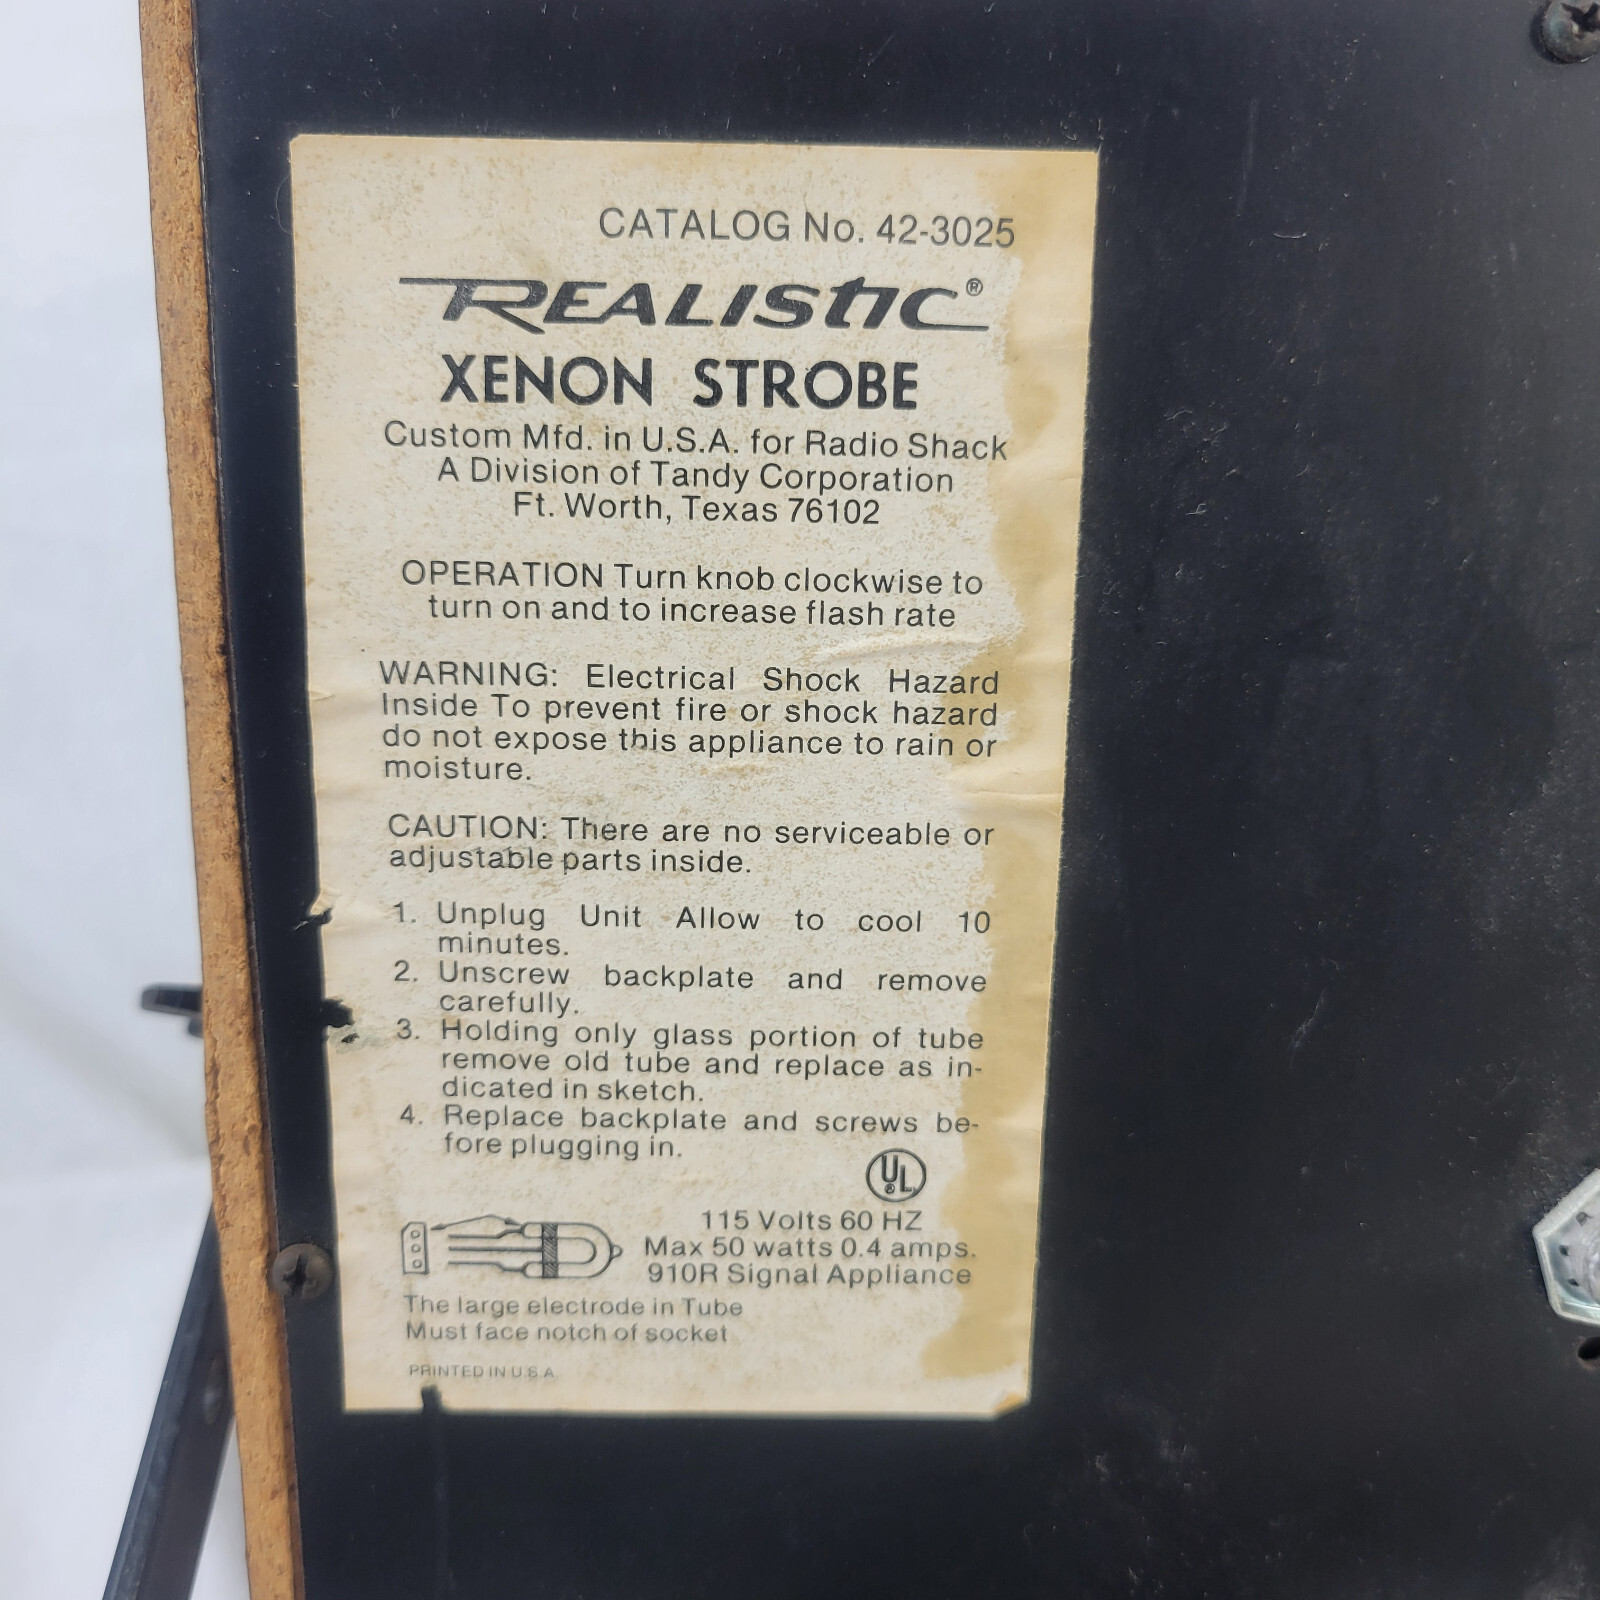 CATALOG No. 42-3025
REALISTIC®
XENON STROBE
Custom Mfd. in U.S.A. for Radio Shack
A Division of Tandy Corporation
Ft. Worth, Texas 76102
OPERATION Turn knob clockwise to
turn on and to increase flash rate
WARNING: Electrical Shock Hazard
Inside To prevent fire or shock hazard
do not expose this appliance to rain or
moisture.
CAUTION: There are no serviceable or
adjustable parts inside.
1. Unplug Unit Allow to cool 10
minutes.
2. Unscrew backplate and remove
carefully.
3. Holding only glass portion of tube
remove old tube and replace as in-
dicated in sketch.
4. Replace backplate and screws be-
fore plugging in.
UL®
115 Volts 60 HZ
Max 50 watts 0.4 amps.
910R Signal Appliance
The large electrode in Tube
Must face notch of socket
PRINTED IN U.S.A.